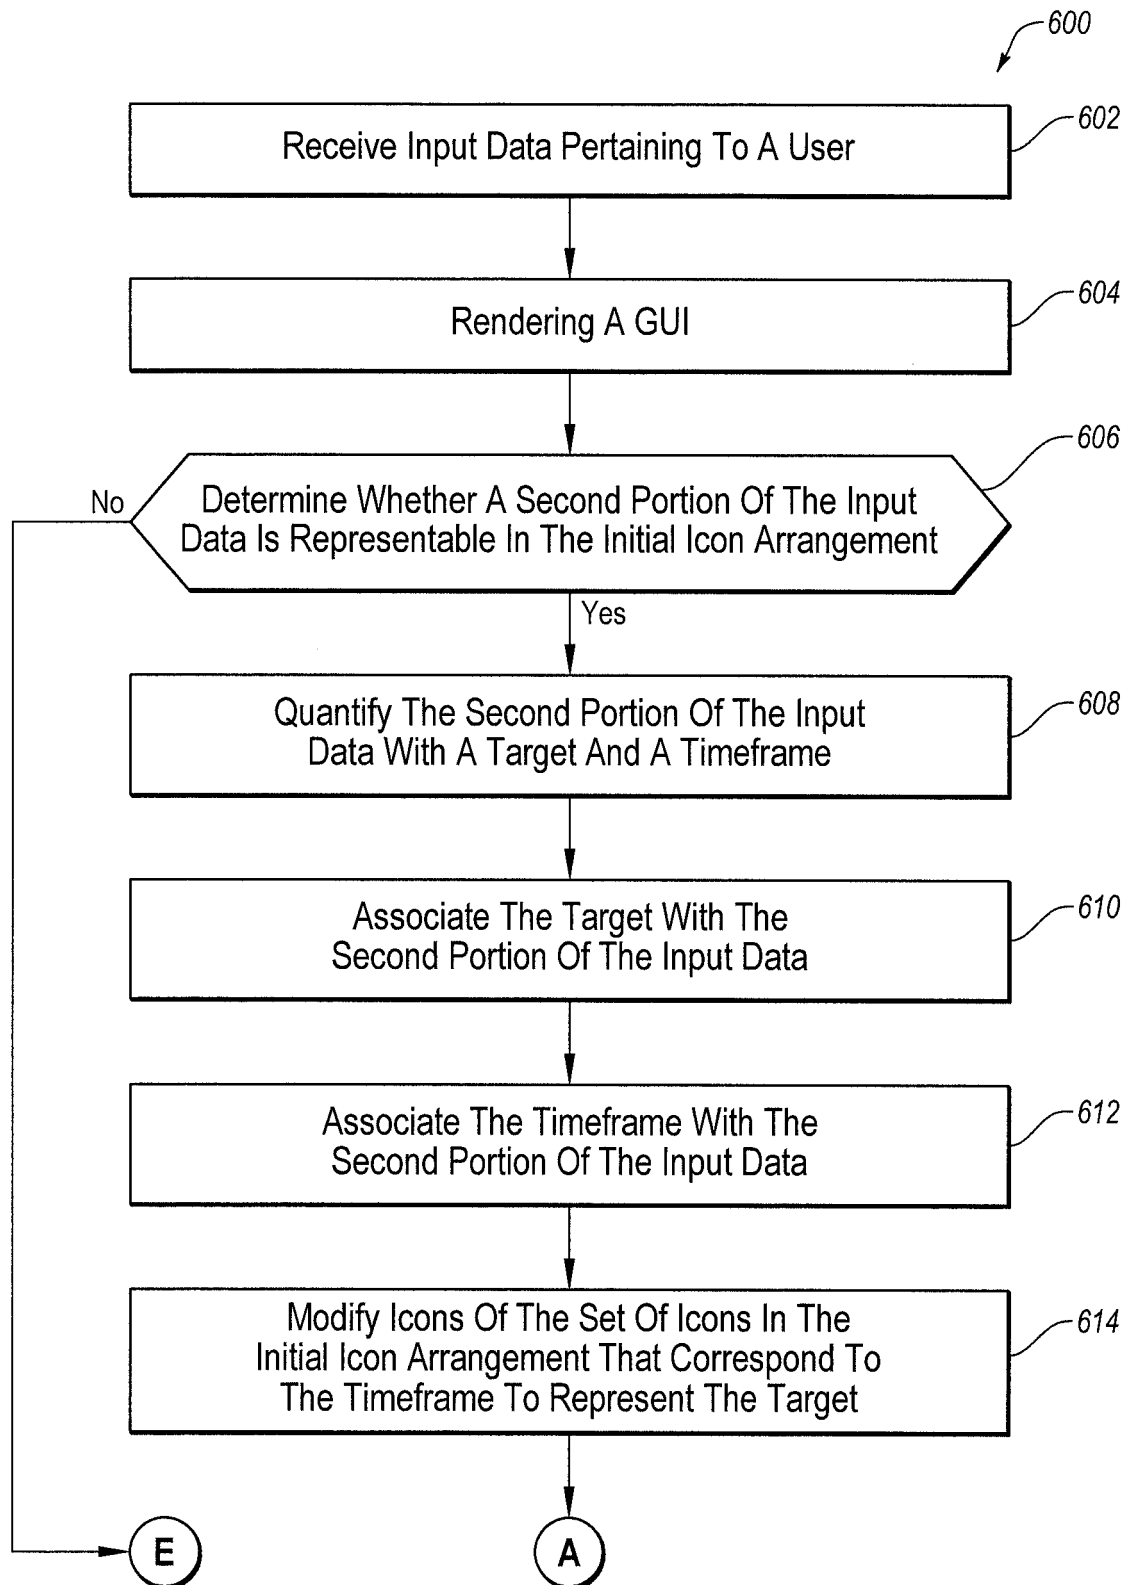 600
Receive Input Data Pertaining To A User
602
Rendering A GUI
604
606
No
Determine Whether A Second Portion Of The Input
Data Is Representable In The Initial Icon Arrangement
Yes
Quantify The Second Portion Of The Input
Data With A Target And A Timeframe
608
Associate The Target With The
Second Portion Of The Input Data
610
Associate The Timeframe With The
Second Portion Of The Input Data
612
Modify Icons Of The Set Of Icons In The
Initial Icon Arrangement That Correspond To
The Timeframe To Represent The Target
614
E
A